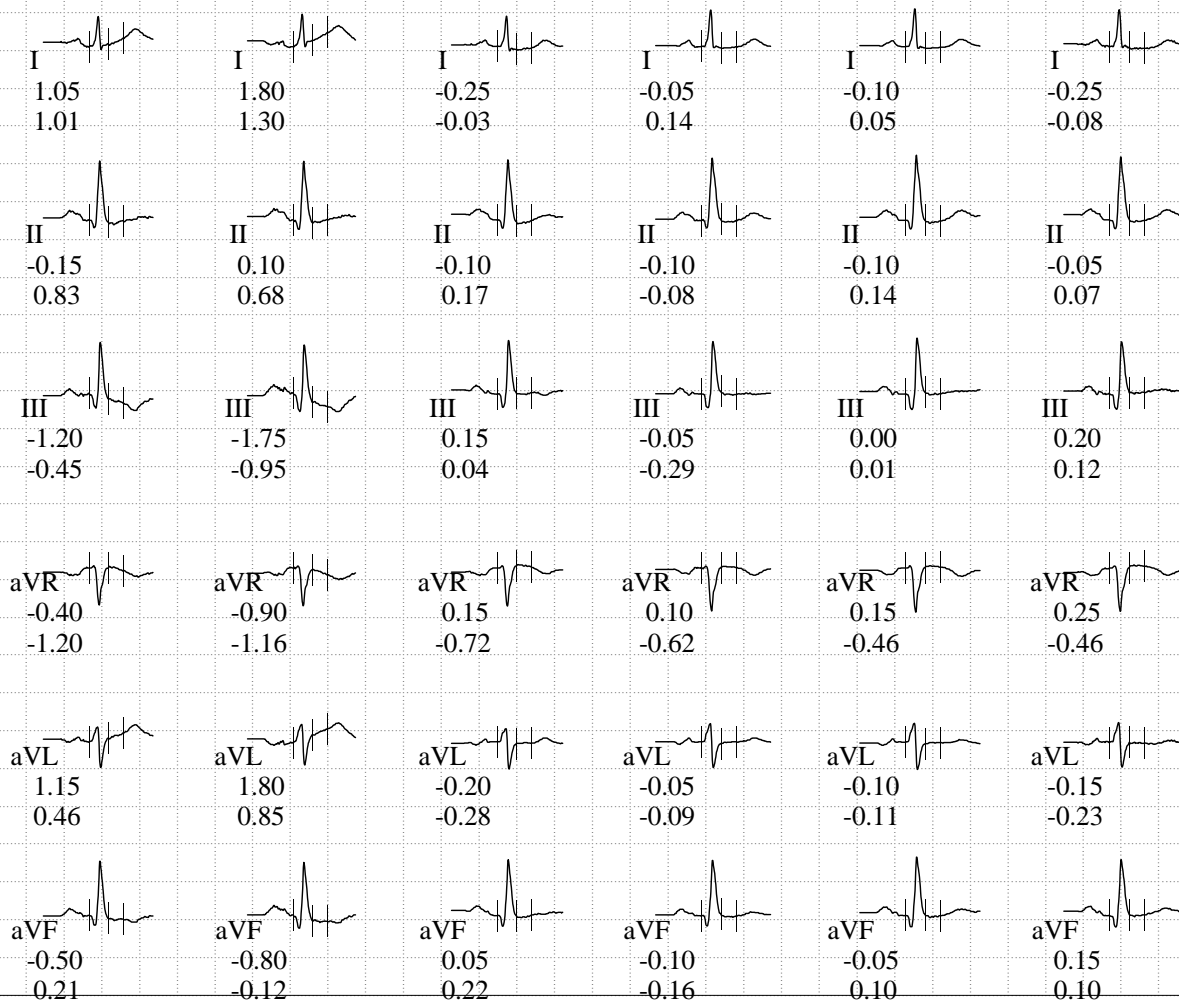 I I I I I I
1.05 1.80 -0.25 -0.05 -0.10 -0.25
1.01 1.30 -0.03 0.14 0.05 -0.08
II II II II II II
-0.15 0.10 -0.10 -0.10 -0.10 -0.05
0.83 0.68 0.17 -0.08 0.14 0.07
III III III III III III
-1.20 -1.75 0.15 -0.05 0.00 0.20
-0.45 -0.95 0.04 -0.29 0.01 0.12
aVR aVR aVR aVR aVR aVR
-0.40 -0.90 0.15 0.10 0.15 0.25
-1.20 -1.16 -0.72 -0.62 -0.46 -0.46
aVL aVL aVL aVL aVL aVL
1.15 1.80 -0.20 -0.05 -0.10 -0.15
0.46 0.85 -0.28 -0.09 -0.11 -0.23
aVF aVF aVF aVF aVF aVF
-0.50 -0.80 0.05 -0.10 -0.05 0.15
0.21 -0.12 0.22 -0.16 0.10 0.10